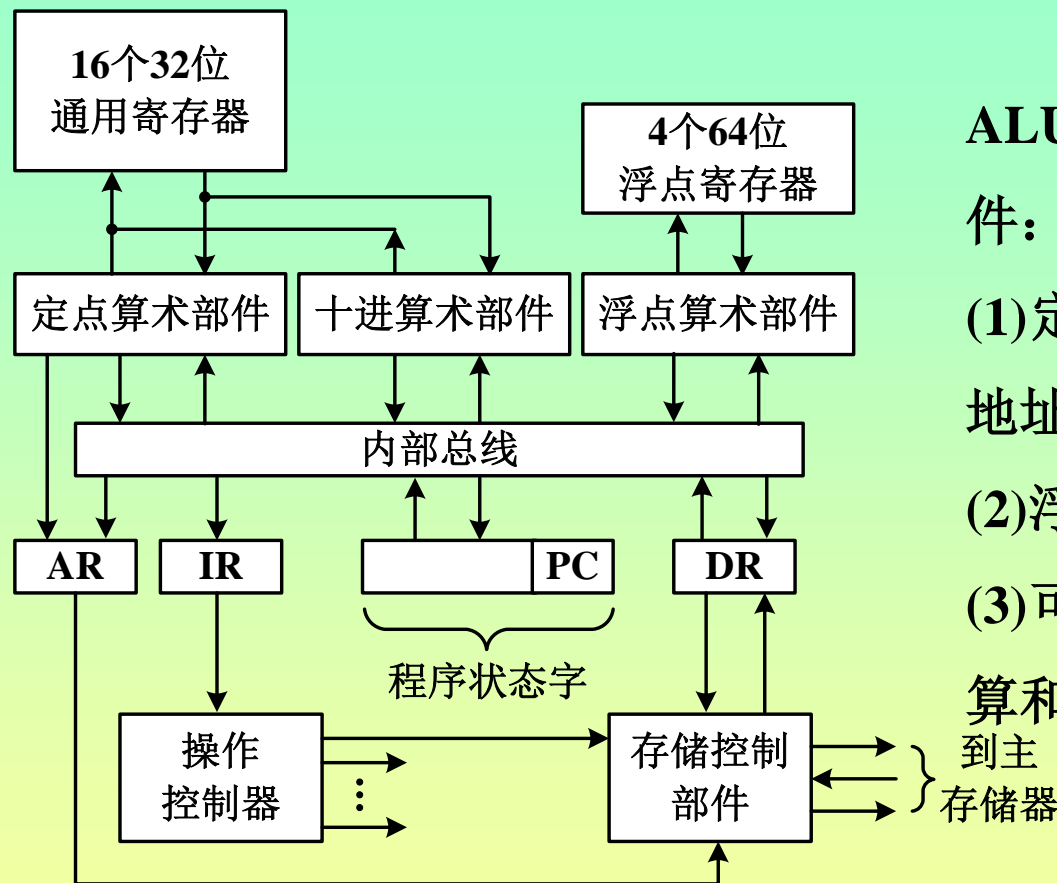 16个32位
通用寄存器
4个64位
浮点寄存器
定点算术部件
十进算术部件
浮点算术部件
内部总线
AR
IR
PC
DR
程序状态字
操作
控制器
⋮
存储控制
部件
到主
存储器
ALU
件：
(1)定
地址
(2)浮
(3)可
算和